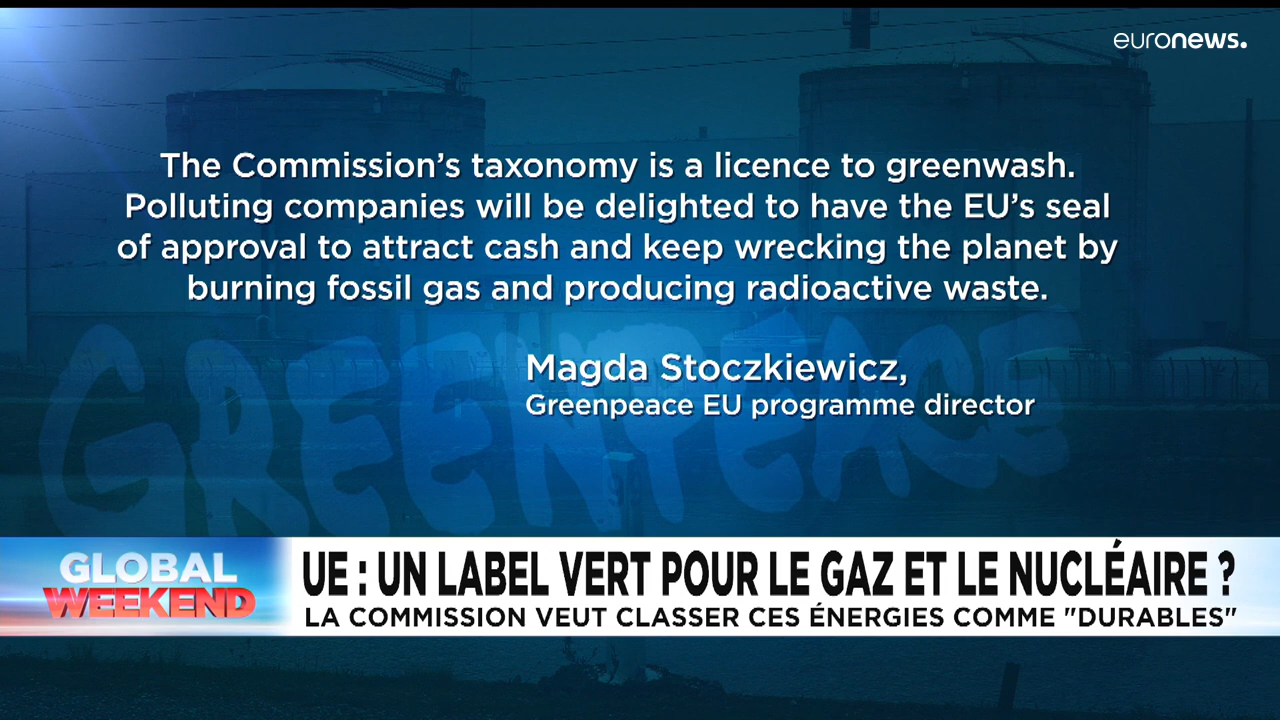 euronews.
The Commission’s taxonomy is a licence to greenwash.
Polluting companies will be delighted to have the EU’s seal
of approval to attract cash and keep wrecking the planet by
burning fossil gas and producing radioactive waste.
Magda Stoczkiewicz,
Greenpeace EU programme director
GREENPEACE
GLOBAL
WEEKEND
UE : UN LABEL VERT POUR LE GAZ ET LE NUCLÉAIRE ?
LA COMMISSION VEUT CLASSER CES ÉNERGIES COMME "DURABLES"